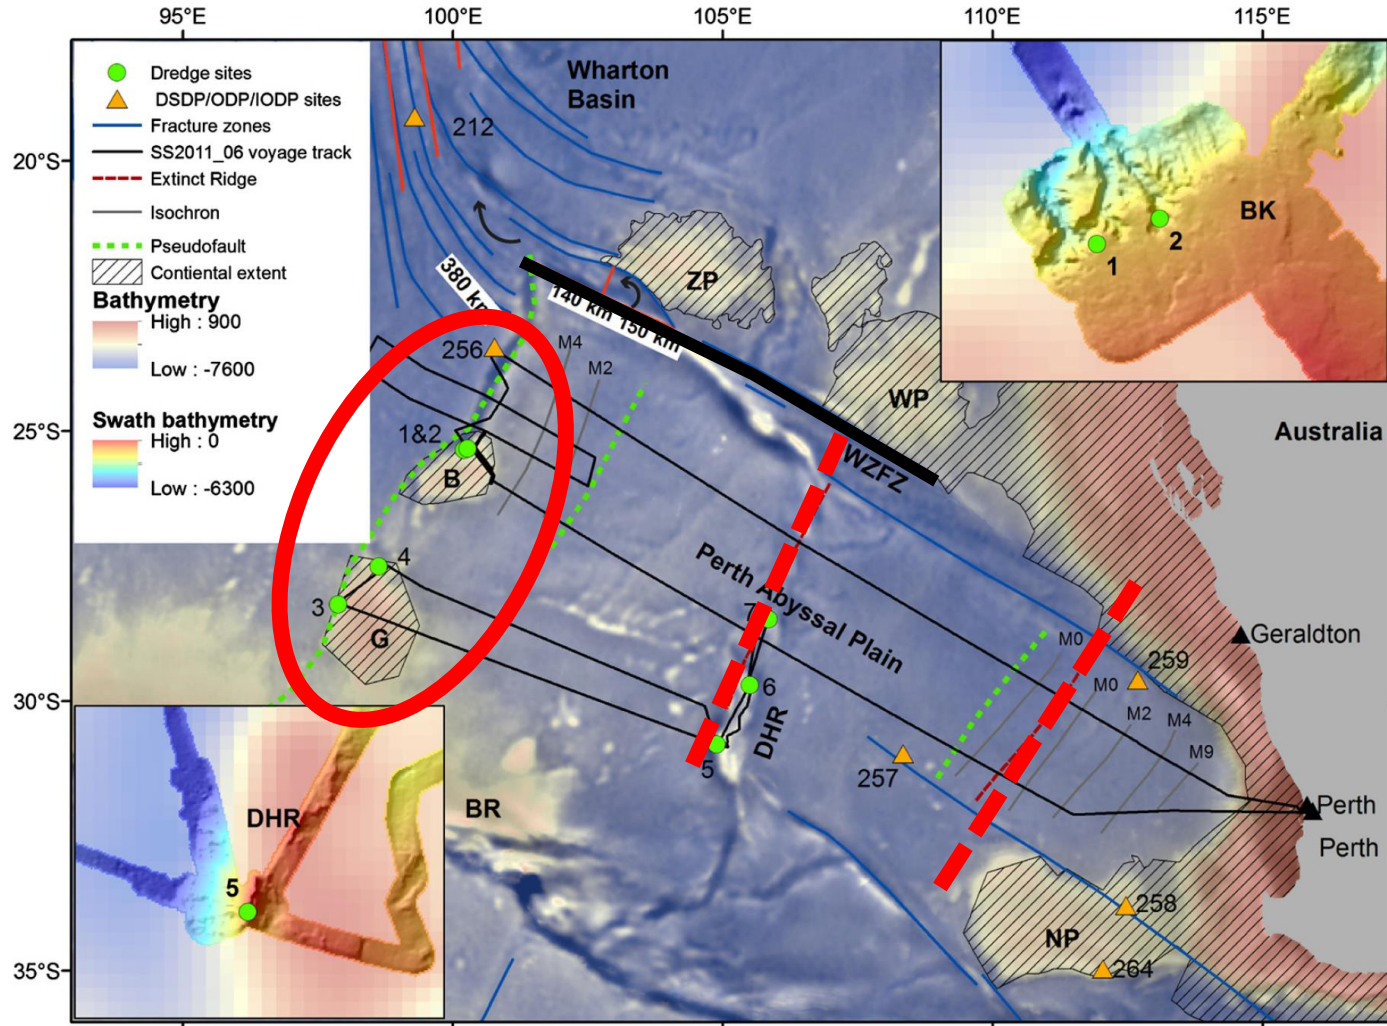 95°E 100°E 105°E 110°E 115°E
20°S
25°S
30°S
35°S
Dredge sites
DSDP/ODP/IODP sites
Fracture zones
SS2011_06 voyage track
Extinct Ridge
Isochron
Pseudofault
Contiental extent
Bathymetry
High : 900
Low : -7600
Swath bathymetry
High : 0
Low : -6300
Wharton
Basin
212
ZP
380 km
140 km 150 km
256
M4
M2
1&2
B
WP
WZFZ
Australia
BK
1
2
4
3
G
Perth Abyssal Plain
7
6
5
DHR
M0
M0
M2
M4
M9
259
257
Geraldton
Perth
Perth
258
NP
264
BR
DHR
5